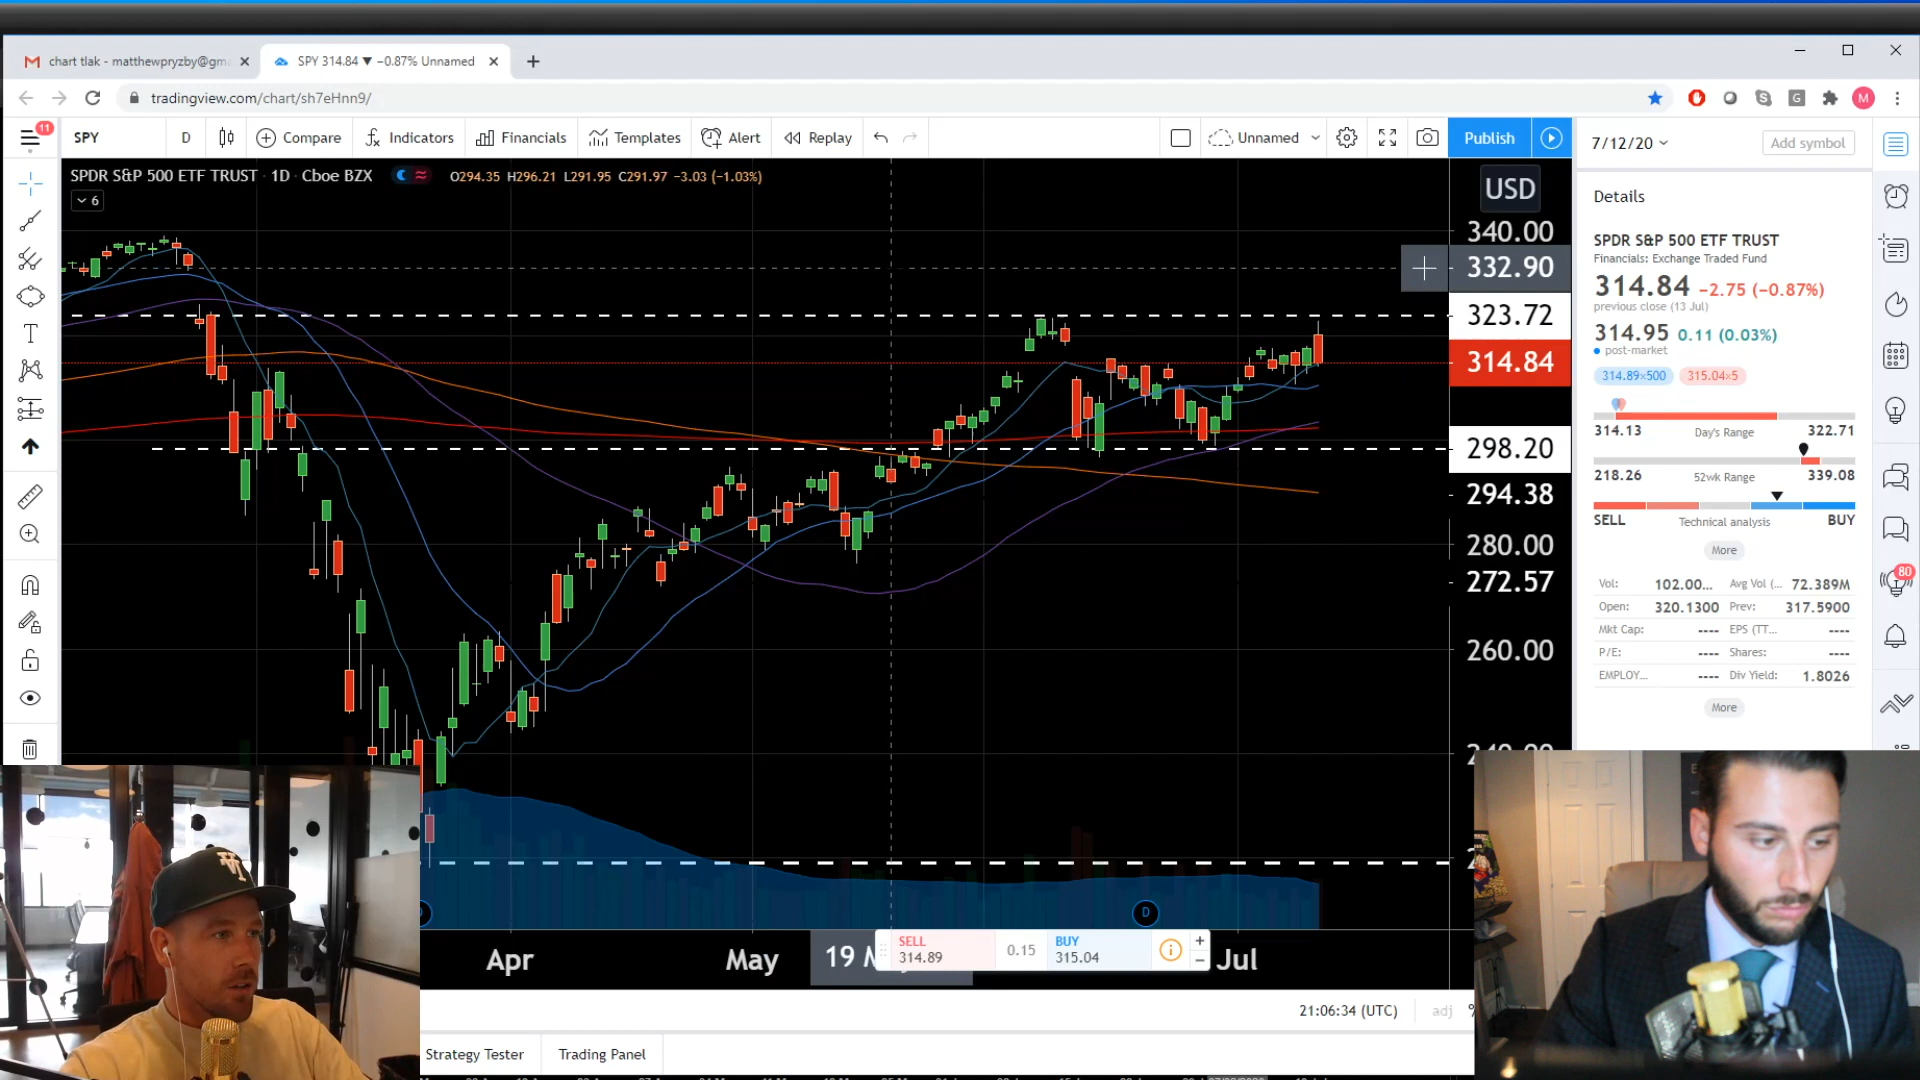 chart tlak - matthewpryzby@gm
SPY 314.84 ▼ −0.87% Unnamed
tradingview.com/chart/sh7eHnn9/
11
SPY
D
Compare
Indicators
Financials
Templates
Alert
Replay
Unnamed
Publish
7/12/20
Add symbol
SPDR S&P 500 ETF TRUST · 1D · Cboe BZX
O294.35 H296.21 L291.95 C291.97 −3.03 (−1.03%)
6
USD
340.00
332.90
323.72
314.84
298.20
294.38
280.00
272.57
260.00
Details
SPDR S&P 500 ETF TRUST
Financials: Exchange Traded Fund
314.84 −2.75 (−0.87%)
previous close (13 Jul)
314.95 0.11 (0.03%)
post-market
314.89×500 315.04×5
314.13 Day's Range 322.71
218.26 52wk Range 339.08
SELL Technical analysis BUY
More
Vol: 102.00... Avg Vol (... 72.389M
Open: 320.1300 Prev: 317.5900
Mkt Cap: ---- EPS (TT... ----
P/E: ---- Shares: ----
EMPLOY... ---- Div Yield: 1.8026
More
80
M
G
D
Apr
May
19 M
Jul
SELL
314.89
0.15
BUY
315.04
21:06:34 (UTC)
adj
Strategy Tester
Trading Panel